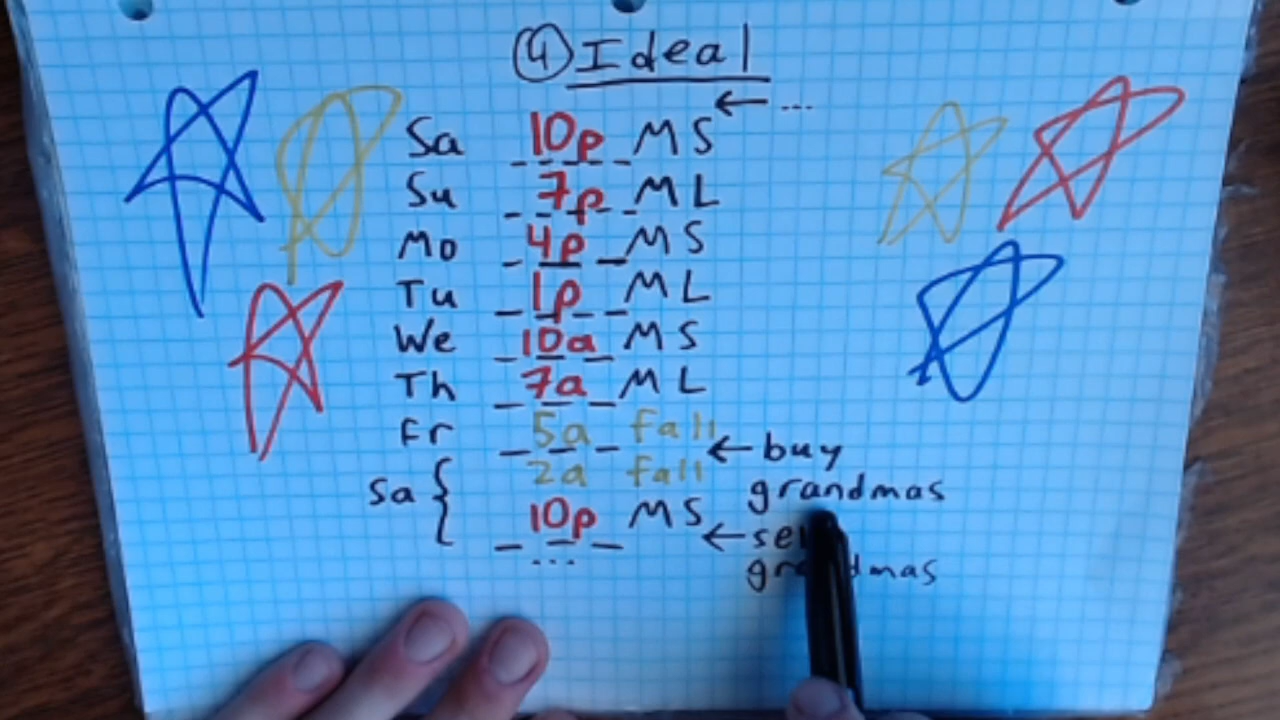 4 Ideal
← ...
Sa 10p MS
Su 7p ML
Mo 4p MS
Tu 1p ML
We 10a MS
Th 7a ML
Fr 5a fall
← buy
Sa { 2a fall
grandmas
10p MS
←
...